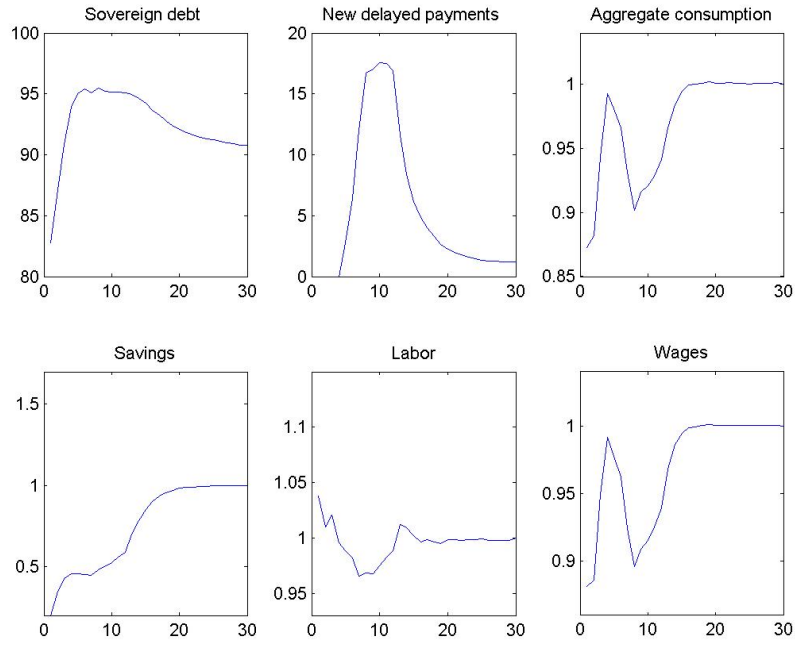 Sovereign debt
100
95
90
85
80
0 10 20 30
New delayed payments
20
15
10
5
0
0 10 20 30
Aggregate consumption
1
0.95
0.9
0.85
0 10 20 30
Savings
1.5
1
0.5
0 10 20 30
Labor
1.1
1.05
1
0.95
0 10 20 30
Wages
1
0.95
0.9
0 10 20 30